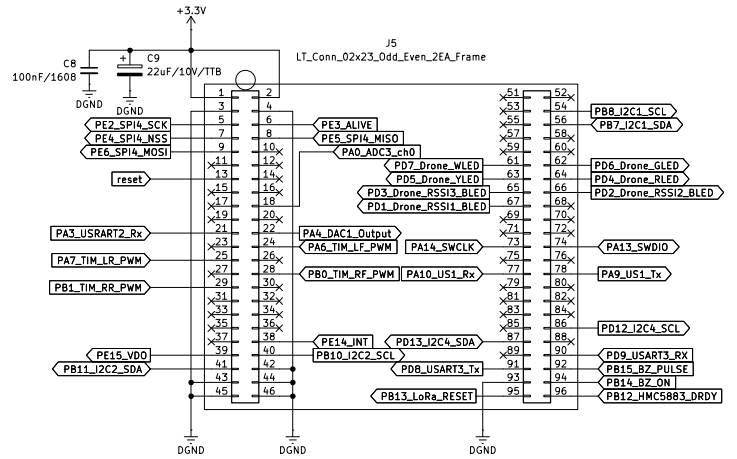 +3.3V
J5
LT_Conn_02x23_Odd_Even_2EA_Frame
C8
100nF/1608
DGND
+ C9
22uF/10V/TTB
DGND
1 2 51 52
3 4 53 54 PB8_I2C1_SCL
PE2_SPI4_SCK 5 6 PE3_ALIVE 55 56 PB7_I2C1_SDA
PE4_SPI4_NSS 7 8 PE5_SPI4_MISO 57 58
PE6_SPI4_MOSI 9 10 PA0_ADC3_ch0 59 60
11 12 PD7_Drone_WLED 61 62 PD6_Drone_GLED
reset 13 14 PD5_Drone_YLED 63 64 PD4_Drone_RLED
15 16 PD3_Drone_RSSI3_BLED 65 66 PD2_Drone_RSSI2_BLED
17 18 PD1_Drone_RSSI1_BLED 67 68
19 20 69 70
PA3_USRART2_Rx 21 22 PA4_DAC1_Output 71 72
23 24 PA6_TIM_LF_PWM PA14_SWCLK 73 74 PA13_SWDIO
PA7_TIM_LR_PWM 25 26 75 76
27 28 PB0_TIM_RF_PWM PA10_US1_Rx 77 78 PA9_US1_Tx
PB1_TIM_RR_PWM 29 30 79 80
31 32 81 82
33 34 83 84
35 36 85 86 PD12_I2C4_SCL
37 38 PE14_INT PD13_I2C4_SDA 87 88
PE15_VDO 39 40 PB10_I2C2_SCL 89 90 PD9_USART3_RX
PB11_I2C2_SDA 41 42 PD8_USART3_Tx 91 92 PB15_BZ_PULSE
43 44 93 94 PB14_BZ_ON
45 46 PB13_LoRa_RESET 95 96 PB12_HMC5883_DRDY
DGND DGND DGND